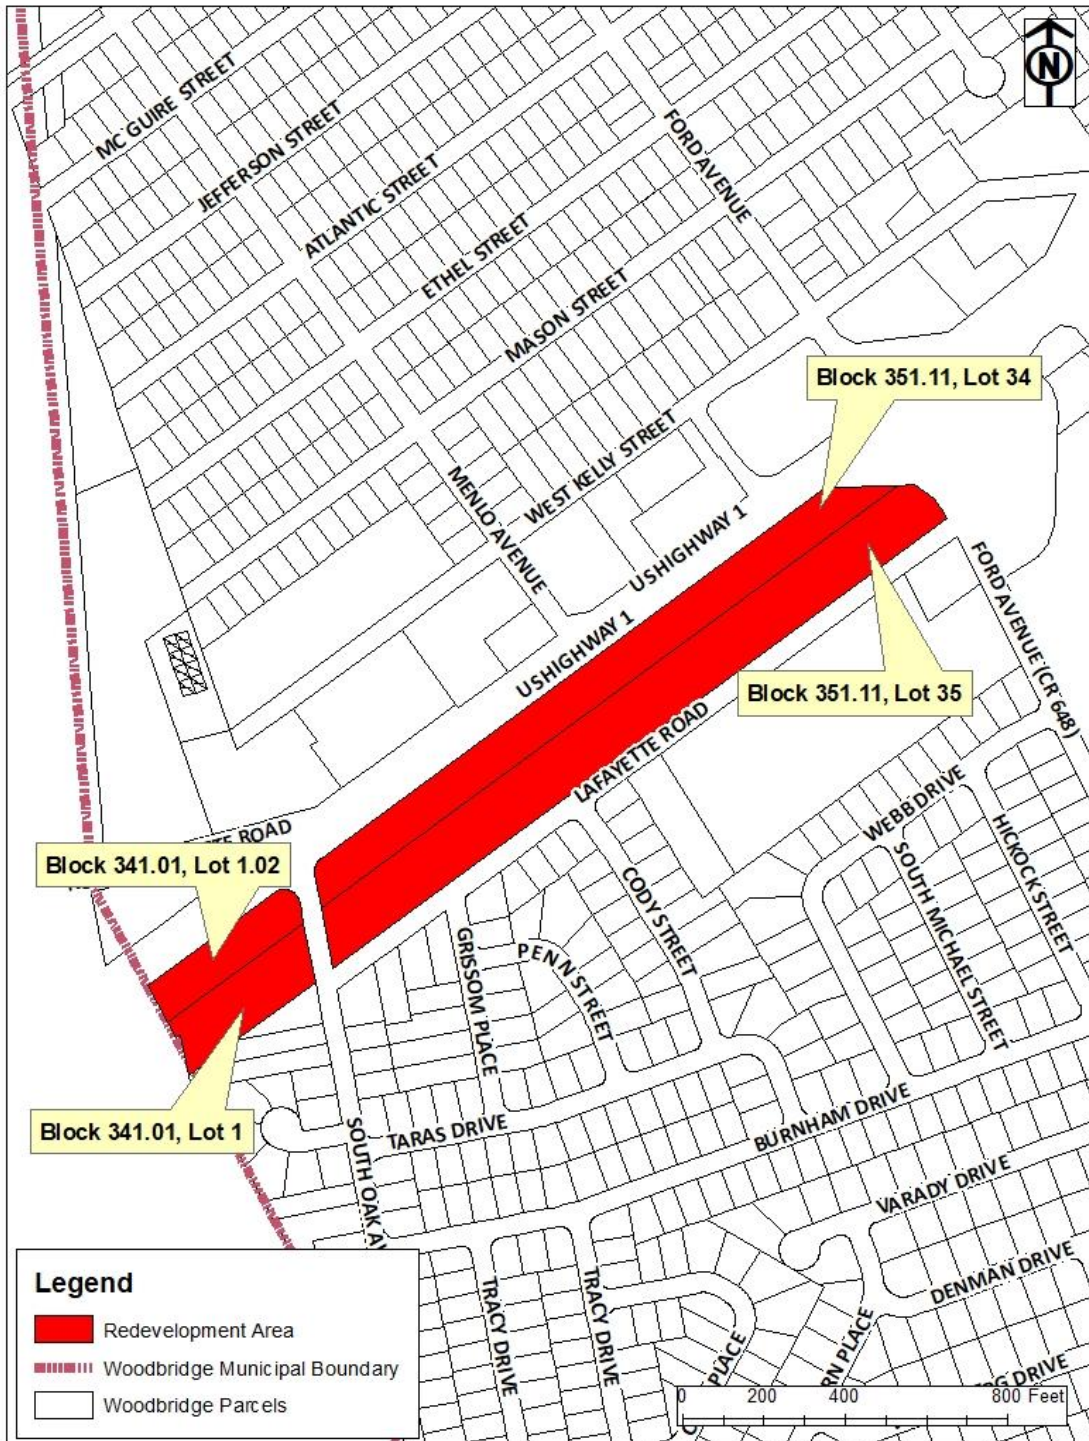 N
MC GUIRE STREET
JEFFERSON STREET
ATLANTIC STREET
FORD AVENUE
ETHEL STREET
MASON STREET
Block 351.11, Lot 34
WEST KELLY STREET
MENLO AVENUE
USHIGHWAY 1
USHIGHWAY 1
FORD AVENUE (CR 648)
Block 351.11, Lot 35
LAFAYETTE ROAD
WEBB DRIVE
HICKOCK STREET
ROAD
Block 341.01, Lot 1.02
CODY STREET
SOUTH MICHAEL STREET
GRISSOM PLACE
PENN STREET
Block 341.01, Lot 1
TARAS DRIVE
BURNHAM DRIVE
SOUTH OAK
VARADY DRIVE
DENMAN DRIVE
TRACY DRIVE
TRACY DRIVE
PLACE
PLACE
DRIVE
Legend
Redevelopment Area
Woodbridge Municipal Boundary
Woodbridge Parcels
0 200 400 800 Feet